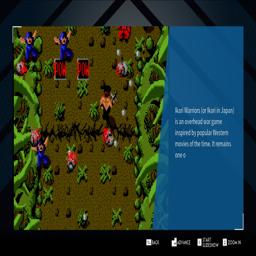 Ikari Warriors (or Ikari in Japan)
is an overhead war game
inspired by popular Western
movies of the time. It remains
one o
BACK
ADVANCE
START
SLIDESHOW
ZOOM IN